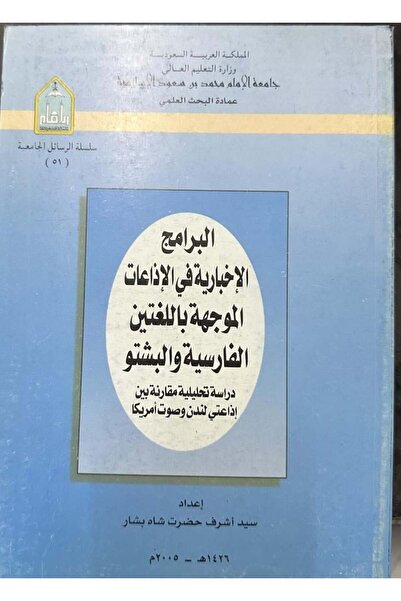 المملكة العربية السعودية
وزارة التعليم العالي
جامعة الإمام محمد بن سعود الإسلامية
عمادة البحث العلمي
سلسلة الرسائل الجامعة
( ٥١ )
البرامج
الإخبارية في الإذاعات
الموجهة باللغتين
الفارسية والبشتو
دراسة تحليلية مقارنة بين
إذاعتي لندن وصوت أمريكا
إعداد
سيد أشرف حضرت شاه بشار
١٤٢٦هـ - ٢٠٠٥م